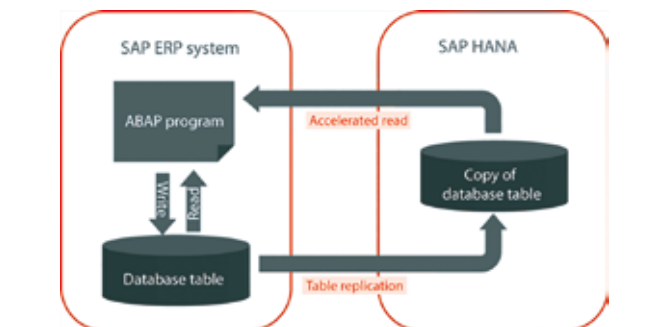 SAP ERP system
SAP HANA
ABAP program
Accelerated read
Write
Read
Copy of
database table
Database table
Table replication